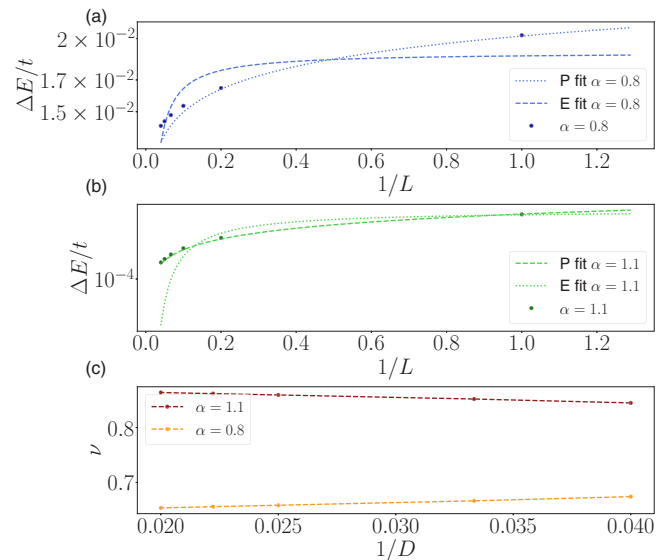 (a)
2 × 10⁻²
1.7 × 10⁻²
1.5 × 10⁻²
ΔE/t
P fit α = 0.8
E fit α = 0.8
α = 0.8
0.0 0.2 0.4 0.6 0.8 1.0 1.2
1/L
(b)
10⁻⁴
ΔE/t
P fit α = 1.1
E fit α = 1.1
α = 1.1
0.0 0.2 0.4 0.6 0.8 1.0 1.2
1/L
(c)
0.8
0.7
ν
α = 1.1
α = 0.8
0.020 0.025 0.030 0.035 0.040
1/D